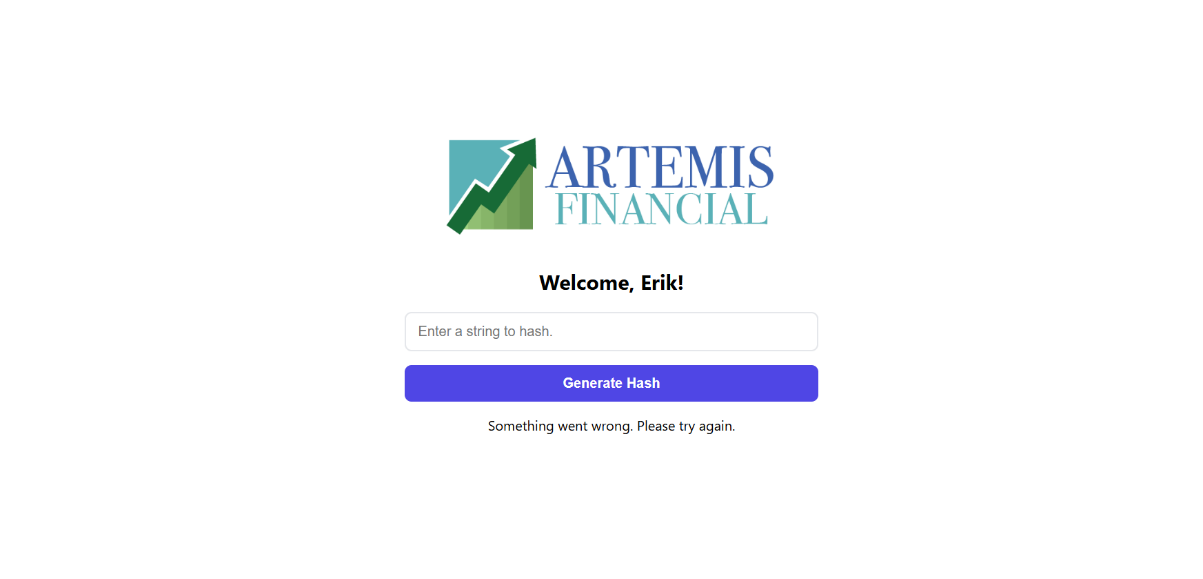 ARTEMIS
FINANCIAL
Welcome, Erik!
Enter a string to hash.
Generate Hash
Something went wrong. Please try again.